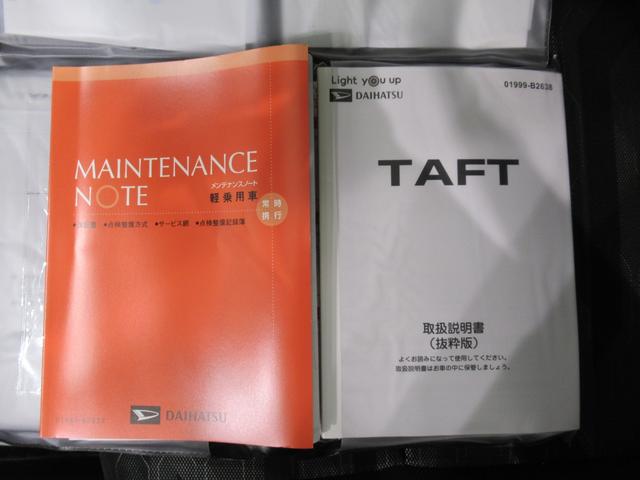 MAINTENANCE
NOTE
メンテナンスノート
軽乗用車
常時
携行
●点検整備方式 ●サービス網 ●点検整備記録簿
DAIHATSU
Light you up
DAIHATSU
01999-B2638
TAFT
取扱説明書
(抜粋版)
よくお読みになって使用してください。
取扱説明書はお車の中に保管しましょう。